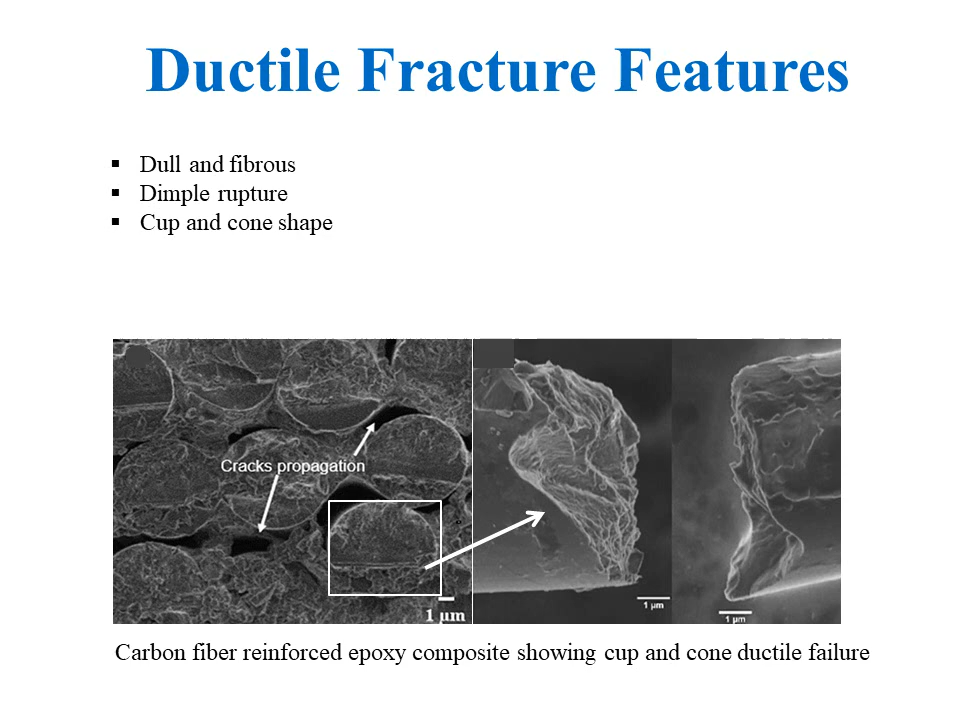 Ductile Fracture Features
▪ Dull and fibrous
▪ Dimple rupture
▪ Cup and cone shape
Cracks propagation
1 μm
1 μm
1 μm
Carbon fiber reinforced epoxy composite showing cup and cone ductile failure